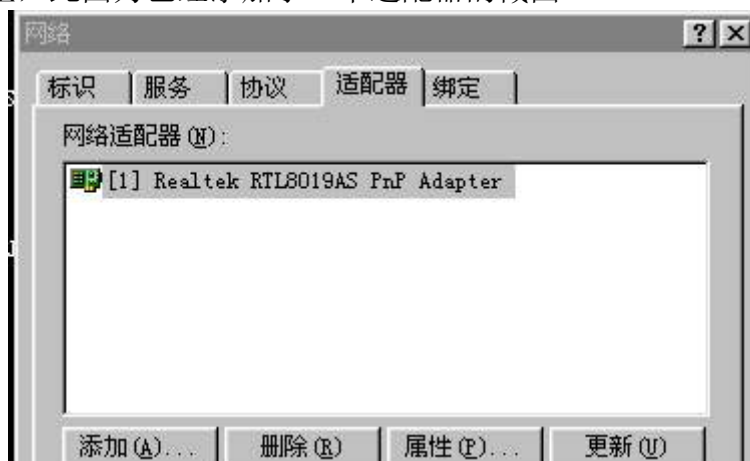 网络
标识 服务 协议 适配器 绑定
网络适配器(N):
[1] Realtek RTL8019AS PnP Adapter
添加(A)... 删除(R) 属性(P)... 更新(U)